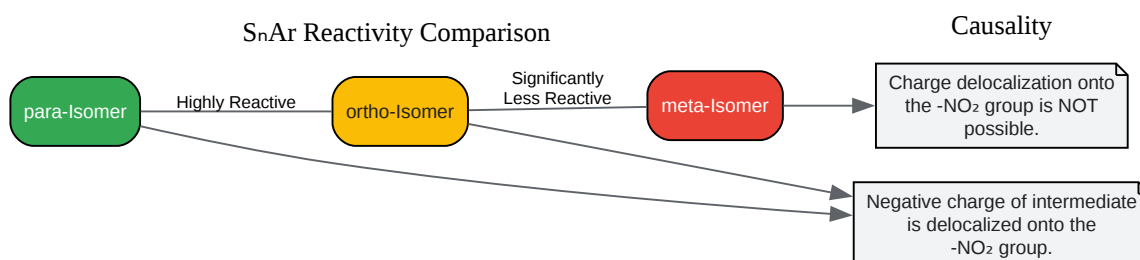 SₙAr Reactivity Comparison
Causality
para-Isomer
Highly Reactive
ortho-Isomer
Significantly
Less Reactive
meta-Isomer
Charge delocalization onto
the -NO₂ group is NOT
possible.
Negative charge of intermediate
is delocalized onto the
-NO₂ group.